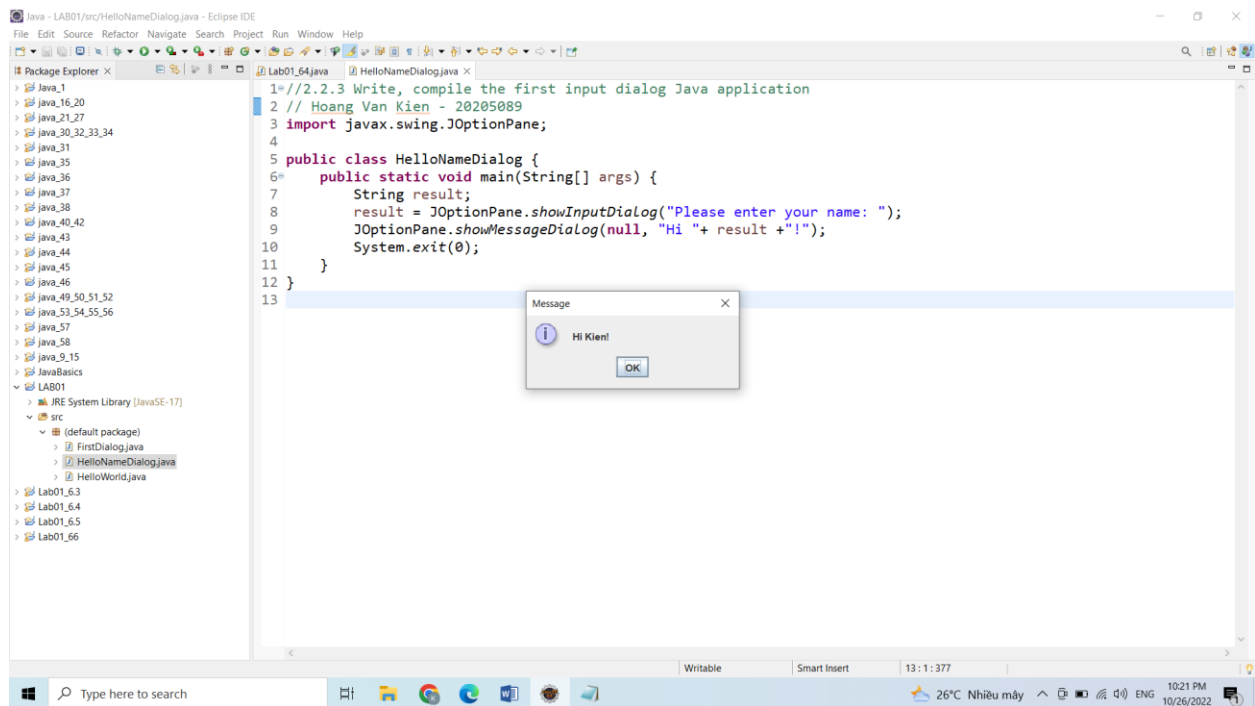 Java - LAB01/src/HelloNameDialog.java - Eclipse IDE
File Edit Source Refactor Navigate Search Project Run Window Help
Package Explorer
Lab01_64.java HelloNameDialog.java
Java_1
java_16_20
java_21_27
java_30_32_33_34
java_31
java_35
java_36
java_37
java_38
java_40_42
java_43
java_44
java_45
java_46
java_49_50_51_52
java_53_54_55_56
java_57
java_58
java_9_15
JavaBasics
LAB01
JRE System Library [JavaSE-17]
src
(default package)
FirstDialog.java
HelloNameDialog.java
HelloWorld.java
Lab01_6.3
Lab01_6.4
Lab01_6.5
Lab01_66
1 //2.2.3 Write, compile the first input dialog Java application
2 // Hoang Van Kien - 20205089
3 import javax.swing.JOptionPane;
4
5 public class HelloNameDialog {
6 public static void main(String[] args) {
7 String result;
8 result = JOptionPane.showInputDialog("Please enter your name: ");
9 JOptionPane.showMessageDialog(null, "Hi "+ result +"!");
10 System.exit(0);
11 }
12 }
13
Message
i
Hi Kien!
OK
Writable Smart Insert 13 : 1 : 377
Type here to search
26°C Nhiều mây ENG 10:21 PM
10/26/2022
1